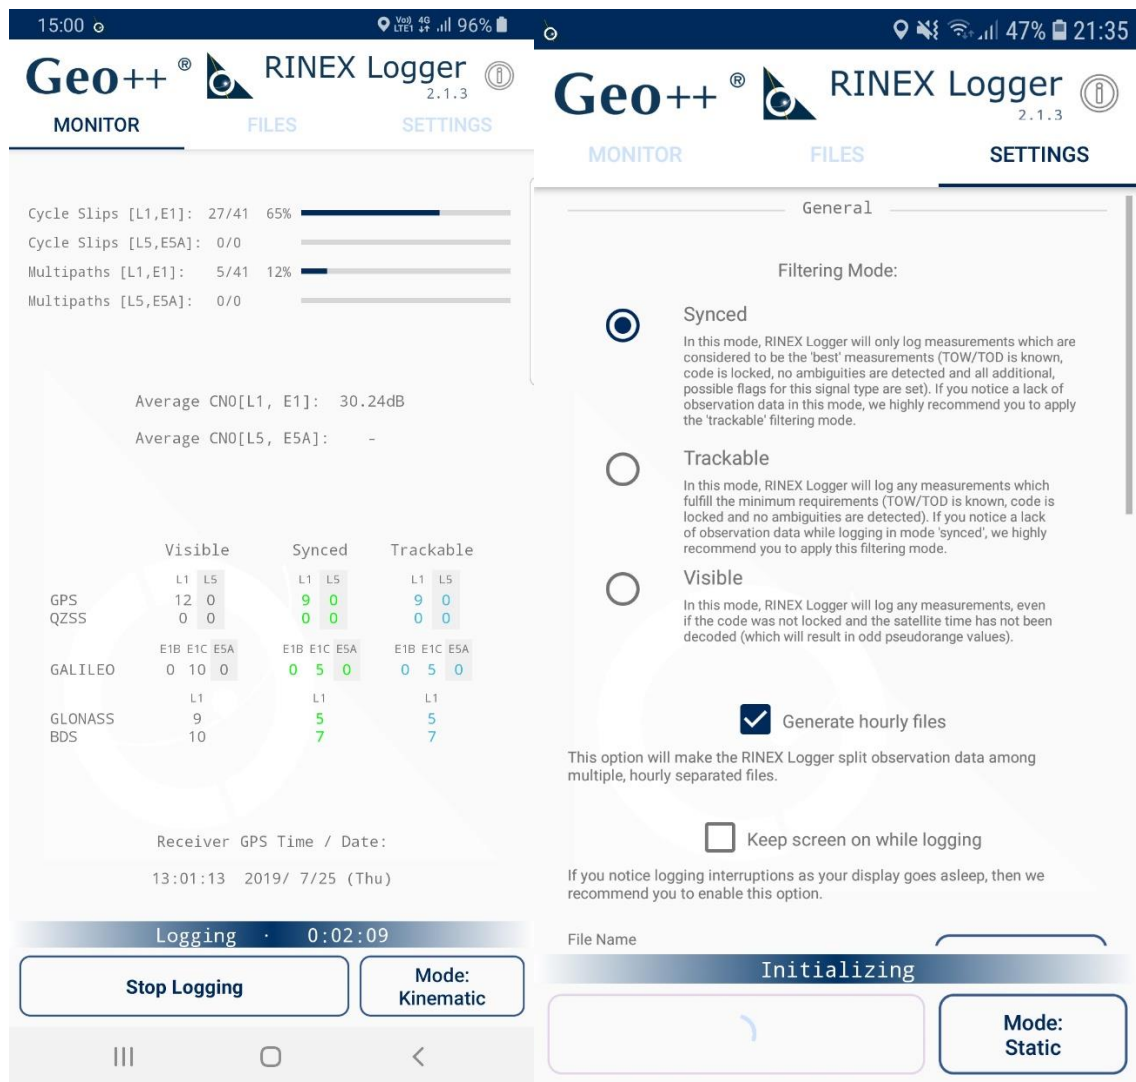 15:00 Vo)) LTE1 4G 96%
Geo++ ® RINEX Logger
2.1.3
MONITOR FILES SETTINGS
Cycle Slips [L1,E1]: 27/41 65%
Cycle Slips [L5,E5A]: 0/0
Multipaths [L1,E1]: 5/41 12%
Multipaths [L5,E5A]: 0/0
Average CN0[L1, E1]: 30.24dB
Average CN0[L5, E5A]: -
Visible Synced Trackable
L1 L5 L1 L5 L1 L5
GPS 12 0 9 0 9 0
QZSS 0 0 0 0 0 0
E1B E1C E5A E1B E1C E5A E1B E1C E5A
GALILEO 0 10 0 0 5 0 0 5 0
L1 L1 L1
GLONASS 9 5 5
BDS 10 7 7
Receiver GPS Time / Date:
13:01:13 2019/ 7/25 (Thu)
Logging · 0:02:09
Stop Logging
Mode:
Kinematic
47% 21:35
Geo++ ® RINEX Logger
2.1.3
MONITOR FILES SETTINGS
General
Filtering Mode:
Synced
In this mode, RINEX Logger will only log measurements which are
considered to be the 'best' measurements (TOW/TOD is known,
code is locked, no ambiguities are detected and all additional,
possible flags for this signal type are set). If you notice a lack of
observation data in this mode, we highly recommend you to apply
the 'trackable' filtering mode.
Trackable
In this mode, RINEX Logger will log any measurements which
fulfill the minimum requirements (TOW/TOD is known, code is
locked and no ambiguities are detected). If you notice a lack
of observation data while logging in mode 'synced', we highly
recommend you to apply this filtering mode.
Visible
In this mode, RINEX Logger will log any measurements, even
if the code was not locked and the satellite time has not been
decoded (which will result in odd pseudorange values).
Generate hourly files
This option will make the RINEX Logger split observation data among
multiple, hourly separated files.
Keep screen on while logging
If you notice logging interruptions as your display goes asleep, then we
recommend you to enable this option.
File Name
Initializing
Mode:
Static